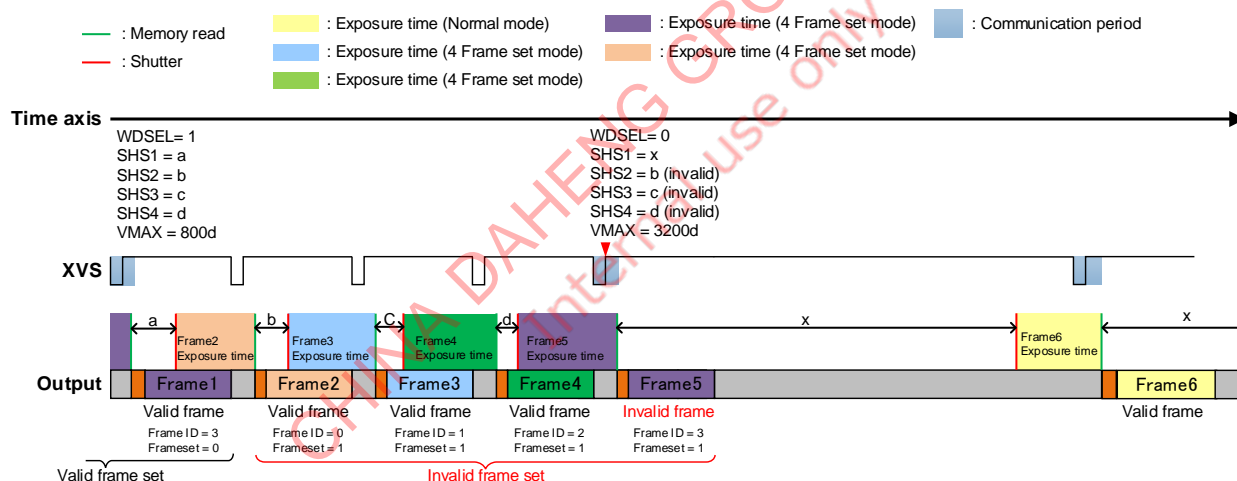 : Memory read
: Shutter
: Exposure time (Normal mode)
: Exposure time (4 Frame set mode)
: Exposure time (4 Frame set mode)
: Exposure time (4 Frame set mode)
: Exposure time (4 Frame set mode)
: Communication period
Time axis
WDSEL= 1
SHS1 = a
SHS2 = b
SHS3 = c
SHS4 = d
VMAX = 800d
WDSEL= 0
SHS1 = x
SHS2 = b (invalid)
SHS3 = c (invalid)
SHS4 = d (invalid)
VMAX = 3200d
XVS
a
b
C
d
x
x
Frame2
Exposure time
Frame3
Exposure time
Frame4
Exposure time
Frame5
Exposure time
Frame6
Exposure time
Output
Frame1
Frame2
Frame3
Frame4
Frame5
Frame6
Valid frame
Valid frame
Valid frame
Valid frame
Invalid frame
Valid frame
Frame ID = 3
Frameset = 0
Frame ID = 0
Frameset = 1
Frame ID = 1
Frameset = 1
Frame ID = 2
Frameset = 1
Frame ID = 3
Frameset = 1
Valid frame set
Invalid frame set
CHINA DAHENG GRO
Internal use only